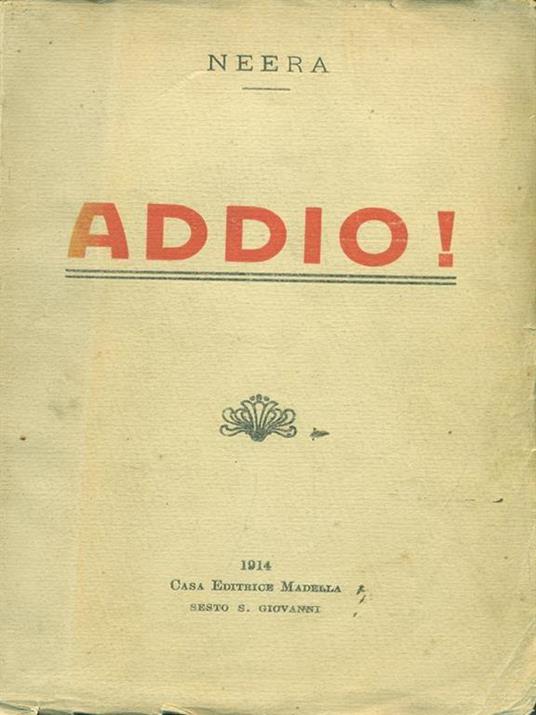 NEERA
ADDIO!
1914
CASA EDITRICE MADELLA
SESTO S. GIOVANNI